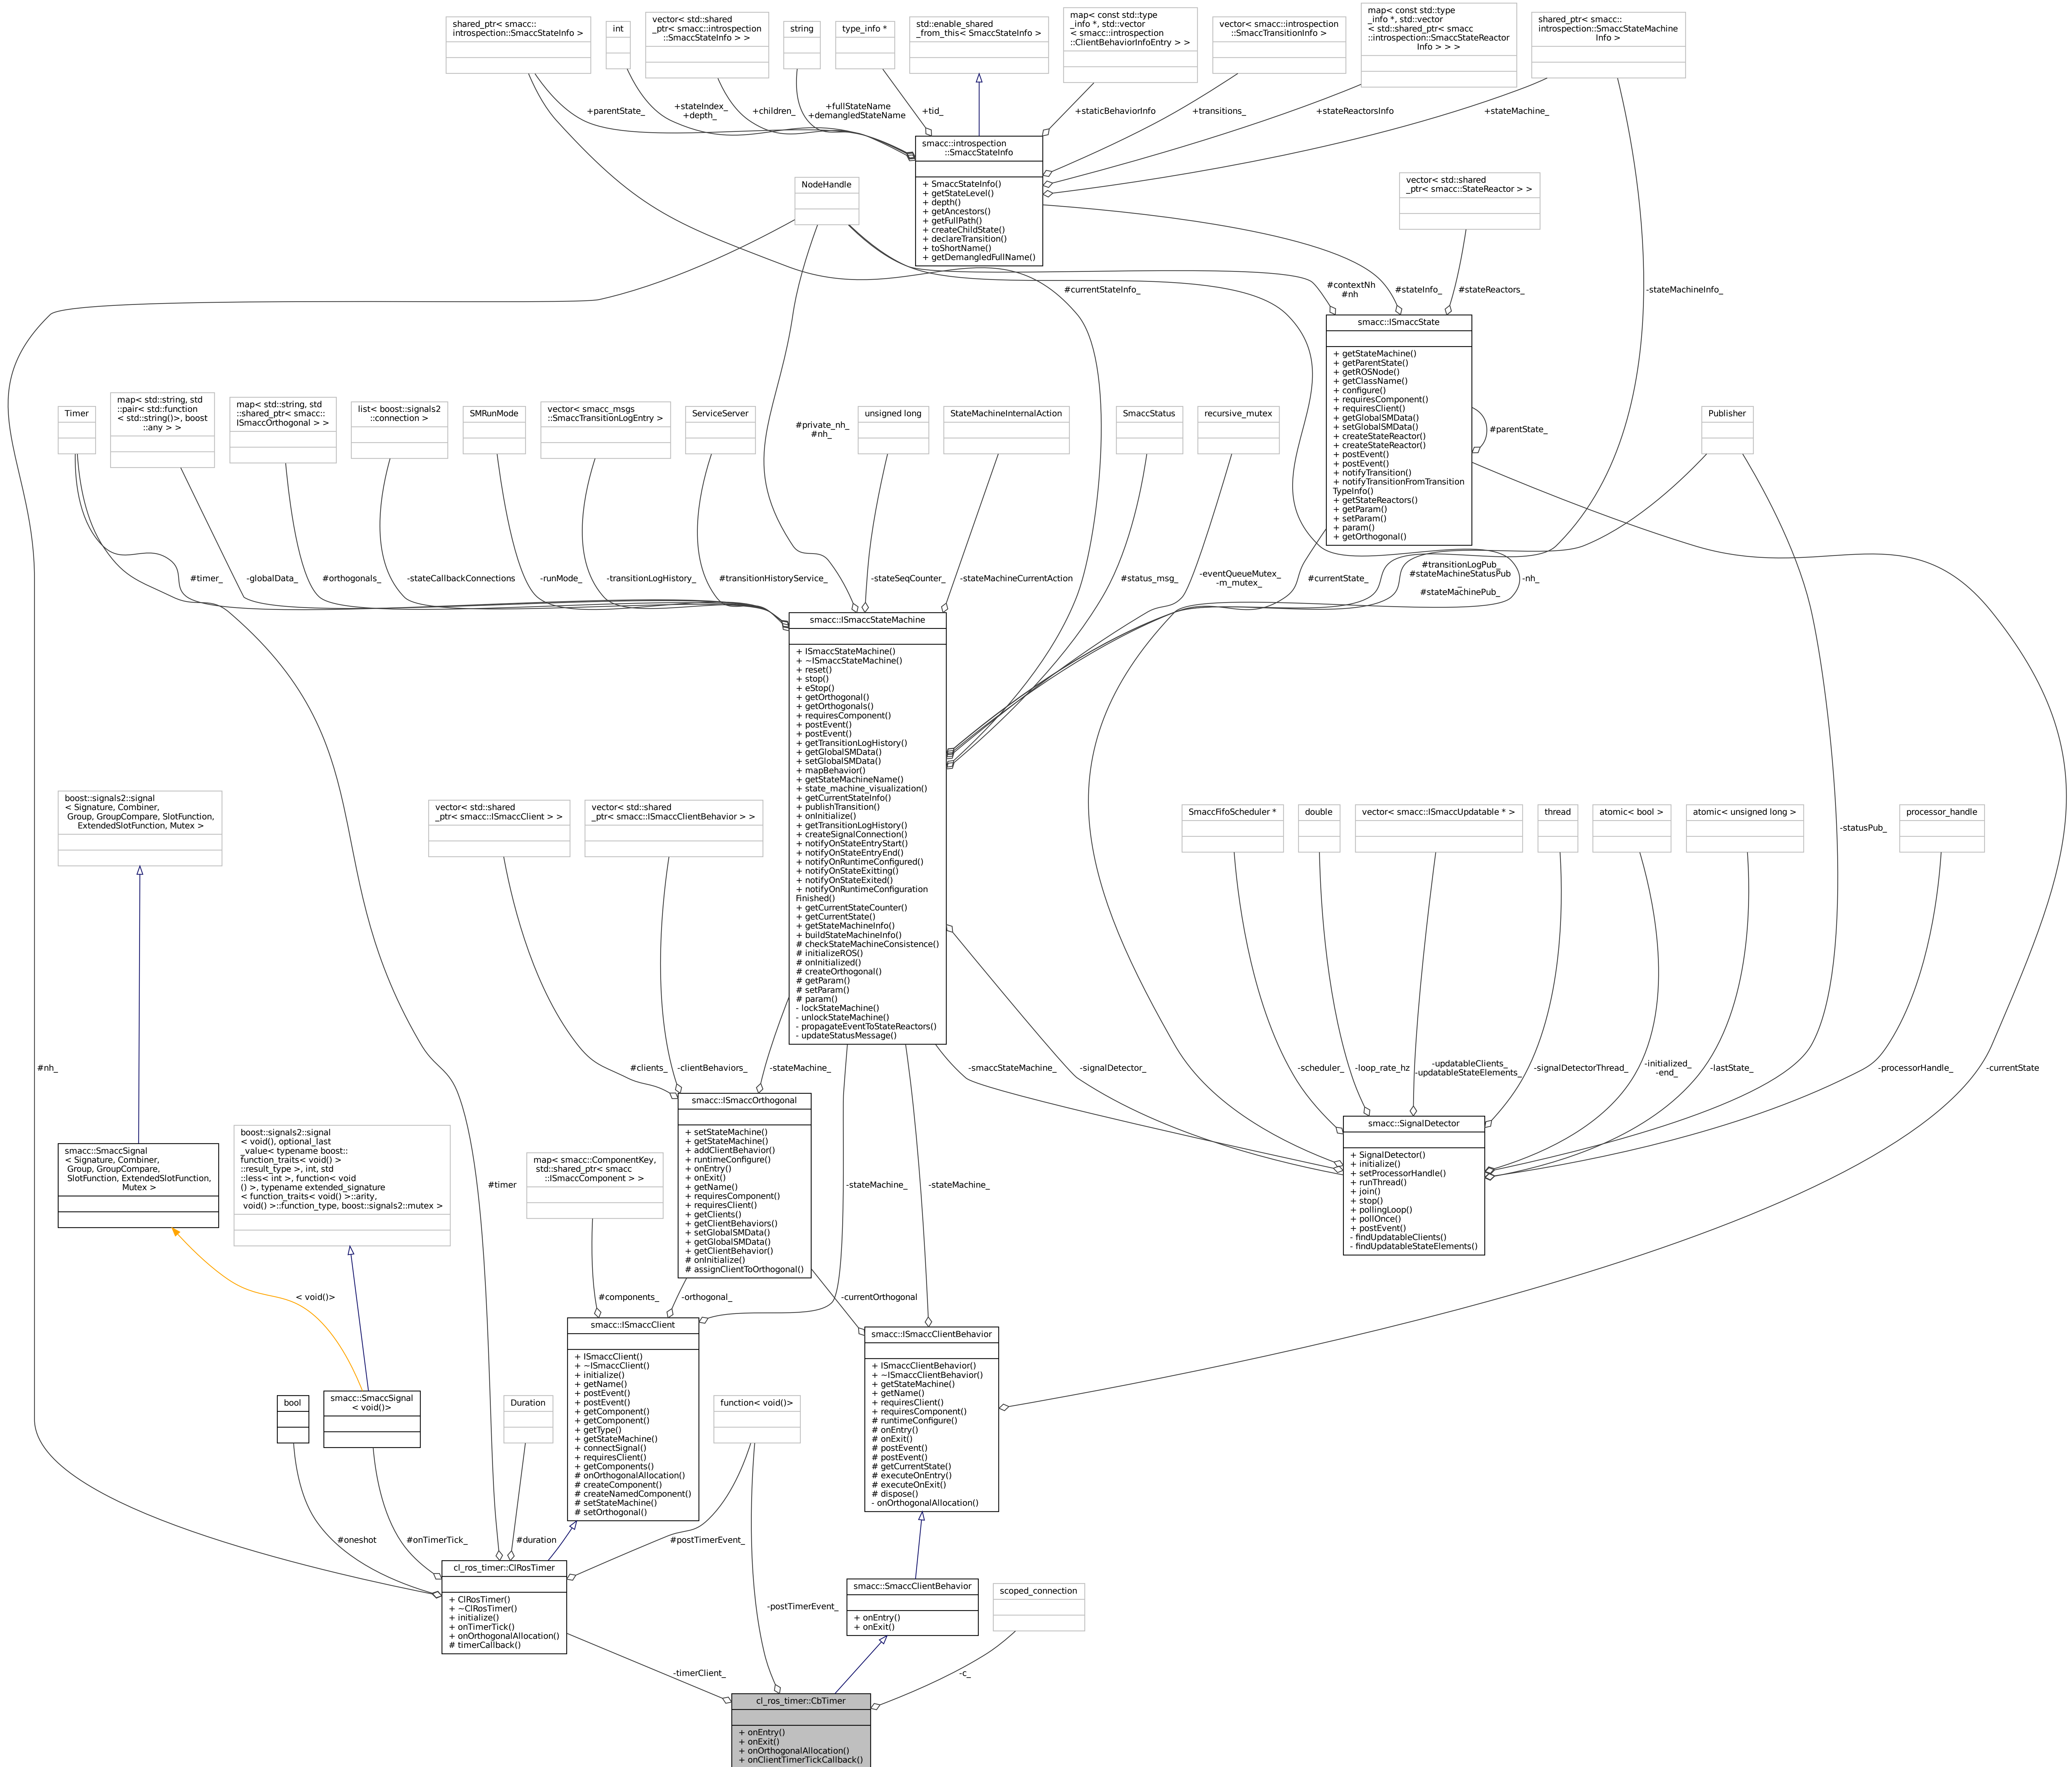 shared_ptr< smacc::
introspection::SmaccStateInfo >
int
vector< std::shared
_ptr< smacc::introspection
::SmaccStateInfo > >
string
type_info *
std::enable_shared
_from_this< SmaccStateInfo >
map< const std::type
_info *, std::vector
< smacc::introspection
::ClientBehaviorInfoEntry > >
vector< smacc::introspection
::SmaccTransitionInfo >
map< const std::type
_info *, std::vector
< std::shared_ptr< smacc
::introspection::SmaccStateReactor
Info > > >
shared_ptr< smacc::
introspection::SmaccStateMachine
Info >
+parentState_
+stateIndex_
+depth_
+children_
+fullStateName
+demangledStateName
+tid_
+staticBehaviorInfo
+transitions_
+stateReactorsInfo
+stateMachine_
smacc::introspection
::SmaccStateInfo
+ SmaccStateInfo()
+ getStateLevel()
+ depth()
+ getAncestors()
+ getFullPath()
+ createChildState()
+ declareTransition()
+ toShortName()
+ getDemangledFullName()
NodeHandle
vector< std::shared
_ptr< smacc::StateReactor > >
#currentStateInfo_
#contextNh
#nh
#stateInfo_
#stateReactors_
-stateMachineInfo_
smacc::ISmaccState
+ getStateMachine()
+ getParentState()
+ getROSNode()
+ getClassName()
+ configure()
+ requiresComponent()
+ requiresClient()
+ getGlobalSMData()
+ setGlobalSMData()
+ createStateReactor()
+ createStateReactor()
+ postEvent()
+ postEvent()
+ notifyTransition()
+ notifyTransitionFromTransition
TypeInfo()
+ getStateReactors()
+ getParam()
+ setParam()
+ param()
+ getOrthogonal()
#parentState_
Timer
map< std::string, std
::pair< std::function
< std::string()>, boost
::any > >
map< std::string, std
::shared_ptr< smacc::
ISmaccOrthogonal > >
list< boost::signals2
::connection >
SMRunMode
vector< smacc_msgs
::SmaccTransitionLogEntry >
ServiceServer
#private_nh_
#nh_
unsigned long
StateMachineInternalAction
SmaccStatus
recursive_mutex
Publisher
#timer_
-globalData_
#orthogonals_
-stateCallbackConnections
-runMode_
-transitionLogHistory_
#transitionHistoryService_
-stateSeqCounter_
-stateMachineCurrentAction
#status_msg_
-eventQueueMutex_
-m_mutex_
#currentState_
#transitionLogPub_
#stateMachineStatusPub
_
#stateMachinePub_
-nh_
smacc::ISmaccStateMachine
+ ISmaccStateMachine()
+ ~ISmaccStateMachine()
+ reset()
+ stop()
+ eStop()
+ getOrthogonal()
+ getOrthogonals()
+ requiresComponent()
+ postEvent()
+ postEvent()
+ getTransitionLogHistory()
+ getGlobalSMData()
+ setGlobalSMData()
+ mapBehavior()
+ getStateMachineName()
+ state_machine_visualization()
+ getCurrentStateInfo()
+ publishTransition()
+ onInitialize()
+ getTransitionLogHistory()
+ createSignalConnection()
+ notifyOnStateEntryStart()
+ notifyOnStateEntryEnd()
+ notifyOnRuntimeConfigured()
+ notifyOnStateExitting()
+ notifyOnStateExited()
+ notifyOnRuntimeConfiguration
Finished()
+ getCurrentStateCounter()
+ getCurrentState()
+ getStateMachineInfo()
+ buildStateMachineInfo()
# checkStateMachineConsistence()
# initializeROS()
# onInitialized()
# createOrthogonal()
# getParam()
# setParam()
# param()
- lockStateMachine()
- unlockStateMachine()
- propagateEventToStateReactors()
- updateStatusMessage()
boost::signals2::signal
< Signature, Combiner,
Group, GroupCompare, SlotFunction,
ExtendedSlotFunction, Mutex >
vector< std::shared
_ptr< smacc::ISmaccClient > >
vector< std::shared
_ptr< smacc::ISmaccClientBehavior > >
SmaccFifoScheduler *
double
vector< smacc::ISmaccUpdatable * >
thread
atomic< bool >
atomic< unsigned long >
processor_handle
-statusPub_
#nh_
#clients_
-clientBehaviors_
-stateMachine_
-smaccStateMachine_
-signalDetector_
-scheduler_
-loop_rate_hz
-updatableClients_
-updatableStateElements_
-signalDetectorThread_
-initialized_
-end_
-lastState_
-processorHandle_
-currentState
smacc::ISmaccOrthogonal
+ setStateMachine()
+ getStateMachine()
+ addClientBehavior()
+ runtimeConfigure()
+ onEntry()
+ onExit()
+ getName()
+ requiresComponent()
+ requiresClient()
+ getClients()
+ getClientBehaviors()
+ setGlobalSMData()
+ getGlobalSMData()
+ getClientBehavior()
# onInitialize()
# assignClientToOrthogonal()
smacc::SignalDetector
+ SignalDetector()
+ initialize()
+ setProcessorHandle()
+ runThread()
+ join()
+ stop()
+ pollingLoop()
+ pollOnce()
+ postEvent()
- findUpdatableClients()
- findUpdatableStateElements()
smacc::SmaccSignal
< Signature, Combiner,
Group, GroupCompare,
SlotFunction, ExtendedSlotFunction,
Mutex >
boost::signals2::signal
< void(), optional_last
_value< typename boost::
function_traits< void() >
::result_type >, int, std
::less< int >, function< void
() >, typename extended_signature
< function_traits< void() >::arity,
void() >::function_type, boost::signals2::mutex >
#timer
map< smacc::ComponentKey,
std::shared_ptr< smacc
::ISmaccComponent > >
-stateMachine_
-stateMachine_
< void()>
#components_
-orthogonal_
-currentOrthogonal
smacc::ISmaccClient
+ ISmaccClient()
+ ~ISmaccClient()
+ initialize()
+ getName()
+ postEvent()
+ postEvent()
+ getComponent()
+ getComponent()
+ getType()
+ getStateMachine()
+ connectSignal()
+ requiresClient()
+ getComponents()
# onOrthogonalAllocation()
# createComponent()
# createNamedComponent()
# setStateMachine()
# setOrthogonal()
smacc::ISmaccClientBehavior
+ ISmaccClientBehavior()
+ ~ISmaccClientBehavior()
+ getStateMachine()
+ getName()
+ requiresClient()
+ requiresComponent()
# runtimeConfigure()
# onEntry()
# onExit()
# postEvent()
# postEvent()
# getCurrentState()
# executeOnEntry()
# executeOnExit()
# dispose()
- onOrthogonalAllocation()
bool
smacc::SmaccSignal
< void()>
Duration
function< void()>
#oneshot
#onTimerTick_
#duration
#postTimerEvent_
cl_ros_timer::ClRosTimer
+ ClRosTimer()
+ ~ClRosTimer()
+ initialize()
+ onTimerTick()
+ onOrthogonalAllocation()
# timerCallback()
smacc::SmaccClientBehavior
+ onEntry()
+ onExit()
scoped_connection
-postTimerEvent_
-timerClient_
-c_
cl_ros_timer::CbTimer
+ onEntry()
+ onExit()
+ onOrthogonalAllocation()
+ onClientTimerTickCallback()